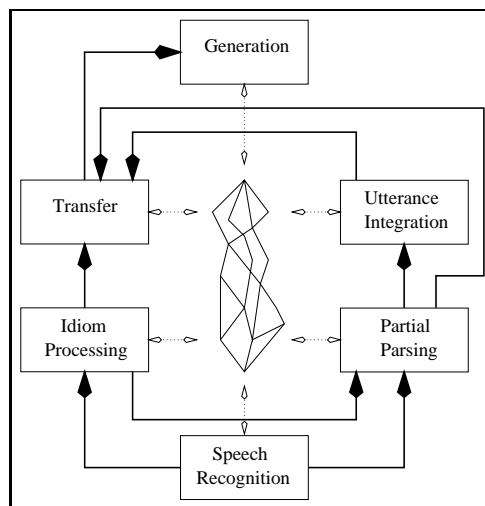 Generation
Transfer
Utterance
Integration
Idiom
Processing
Partial
Parsing
Speech
Recognition